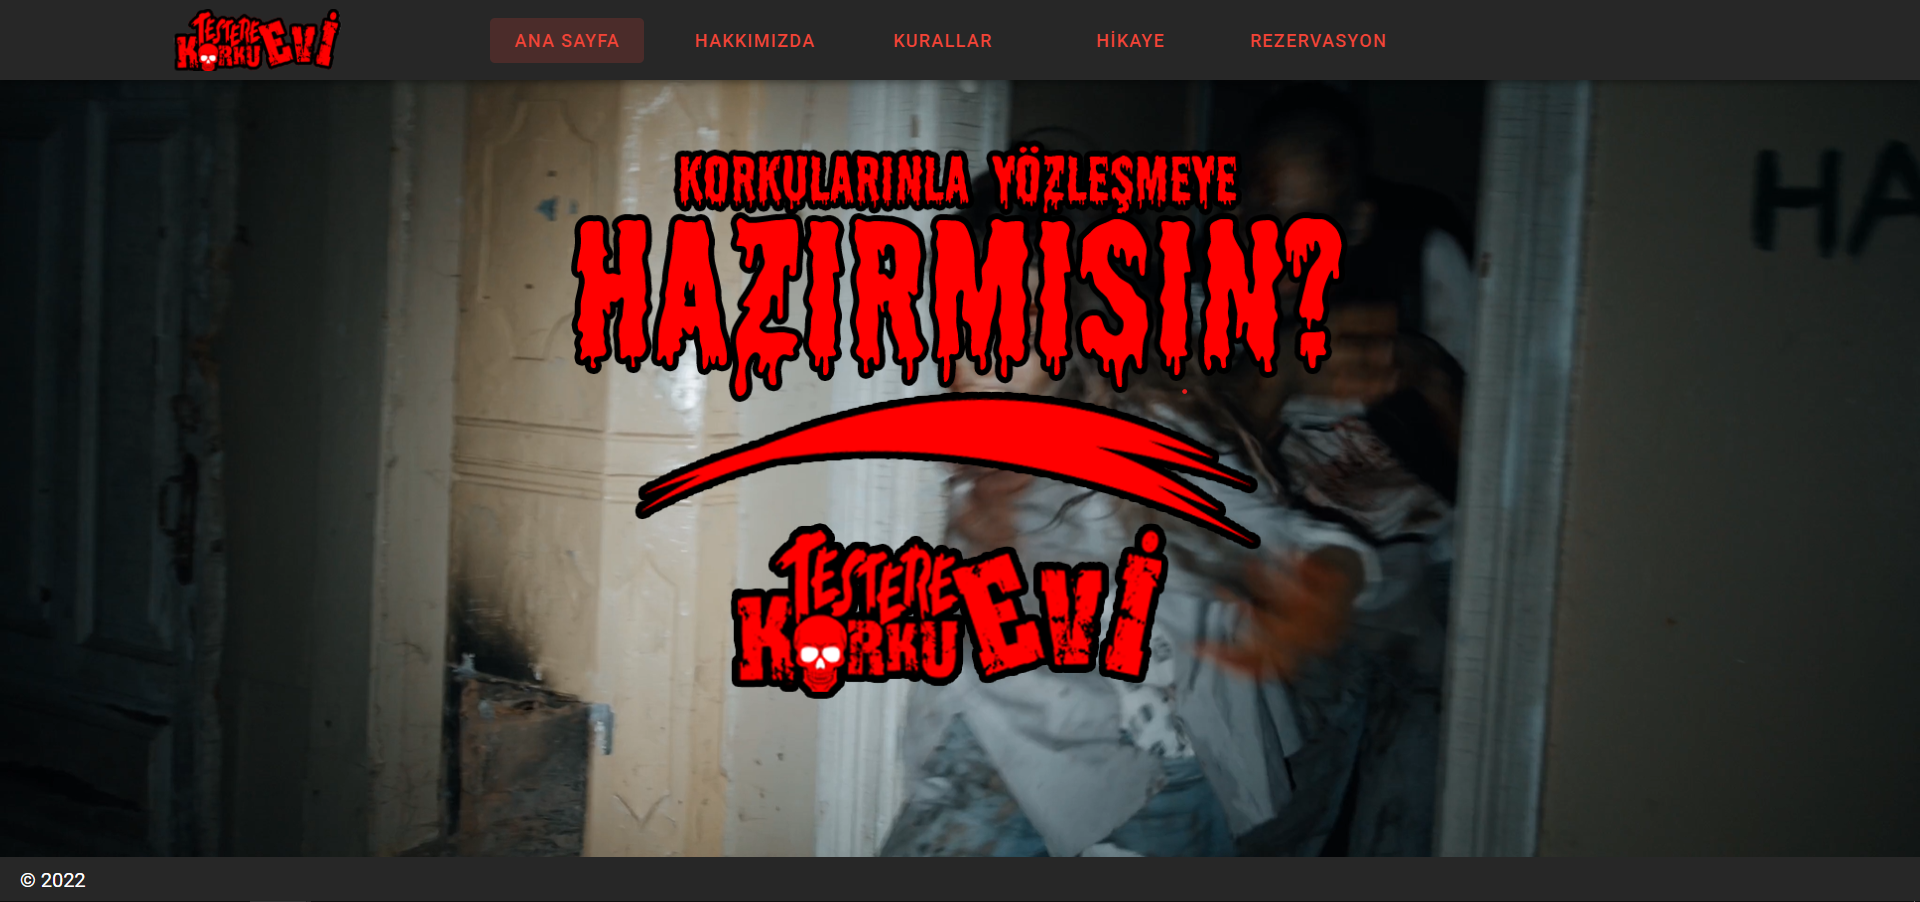 TESTERE
KORKU EVİ
ANA SAYFA
HAKKIMIZDA
KURALLAR
HİKAYE
REZERVASYON
KORKULARINLA YÖZLEŞMEYE
HAZIRMISIN?
HA
TESTERE
KORKU EVİ
© 2022